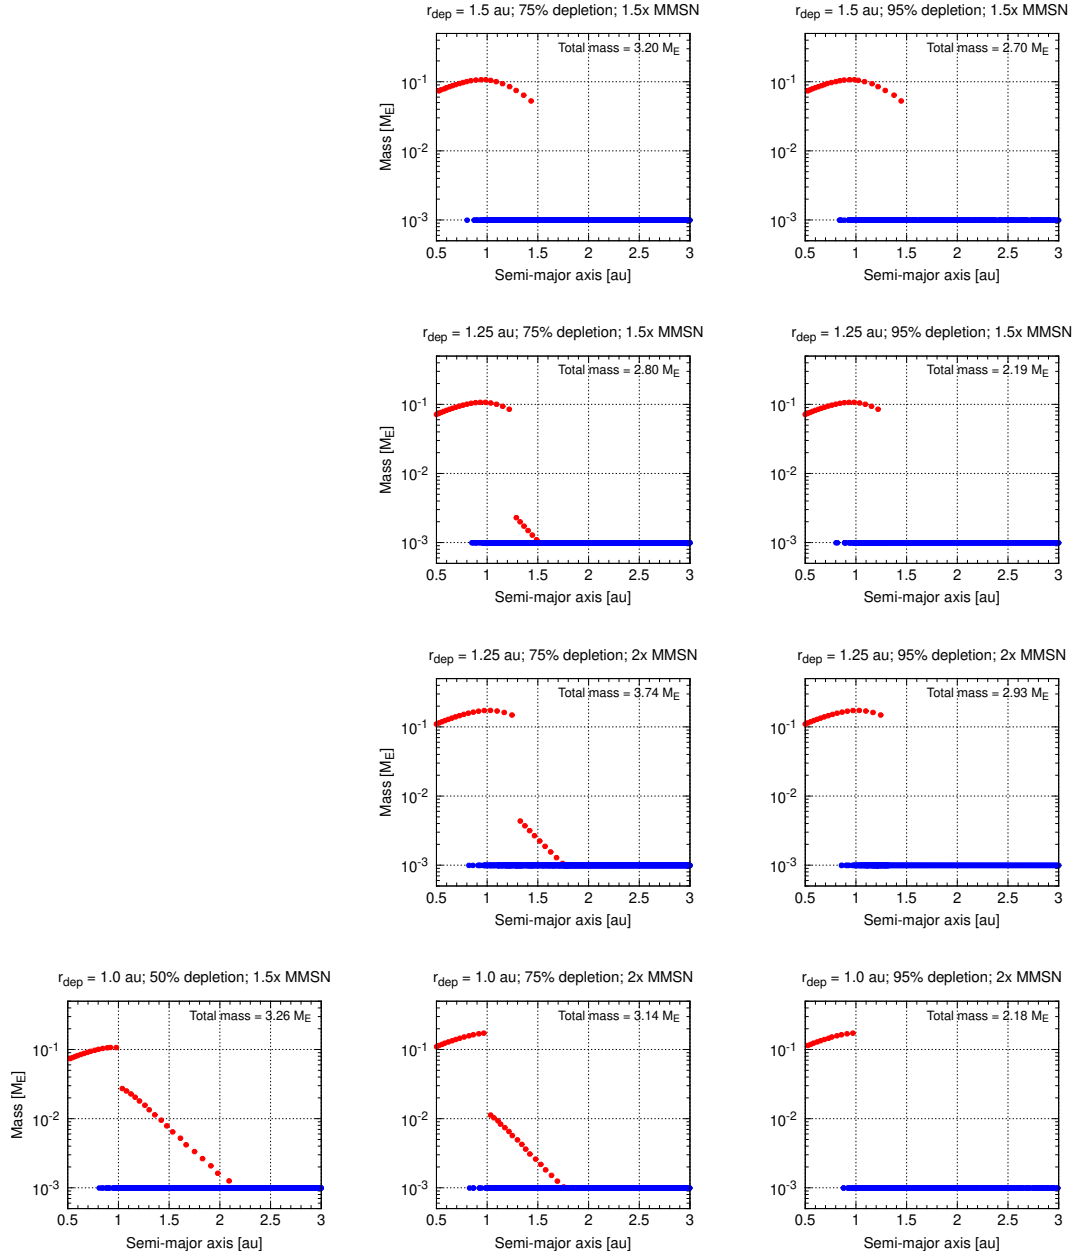 r_dep = 1.5 au; 75% depletion; 1.5x MMSN
Total mass = 3.20 M_E
Mass [M_E]
10^-1
10^-2
10^-3
0.5 1 1.5 2 2.5 3
Semi-major axis [au]
r_dep = 1.5 au; 95% depletion; 1.5x MMSN
Total mass = 2.70 M_E
10^-1
10^-2
10^-3
0.5 1 1.5 2 2.5 3
Semi-major axis [au]
r_dep = 1.25 au; 75% depletion; 1.5x MMSN
Total mass = 2.80 M_E
Mass [M_E]
10^-1
10^-2
10^-3
0.5 1 1.5 2 2.5 3
Semi-major axis [au]
r_dep = 1.25 au; 95% depletion; 1.5x MMSN
Total mass = 2.19 M_E
10^-1
10^-2
10^-3
0.5 1 1.5 2 2.5 3
Semi-major axis [au]
r_dep = 1.25 au; 75% depletion; 2x MMSN
Total mass = 3.74 M_E
Mass [M_E]
10^-1
10^-2
10^-3
0.5 1 1.5 2 2.5 3
Semi-major axis [au]
r_dep = 1.25 au; 95% depletion; 2x MMSN
Total mass = 2.93 M_E
10^-1
10^-2
10^-3
0.5 1 1.5 2 2.5 3
Semi-major axis [au]
r_dep = 1.0 au; 50% depletion; 1.5x MMSN
Total mass = 3.26 M_E
Mass [M_E]
10^-1
10^-2
10^-3
0.5 1 1.5 2 2.5 3
Semi-major axis [au]
r_dep = 1.0 au; 75% depletion; 2x MMSN
Total mass = 3.14 M_E
10^-1
10^-2
10^-3
0.5 1 1.5 2 2.5 3
Semi-major axis [au]
r_dep = 1.0 au; 95% depletion; 2x MMSN
Total mass = 2.18 M_E
10^-1
10^-2
10^-3
0.5 1 1.5 2 2.5 3
Semi-major axis [au]